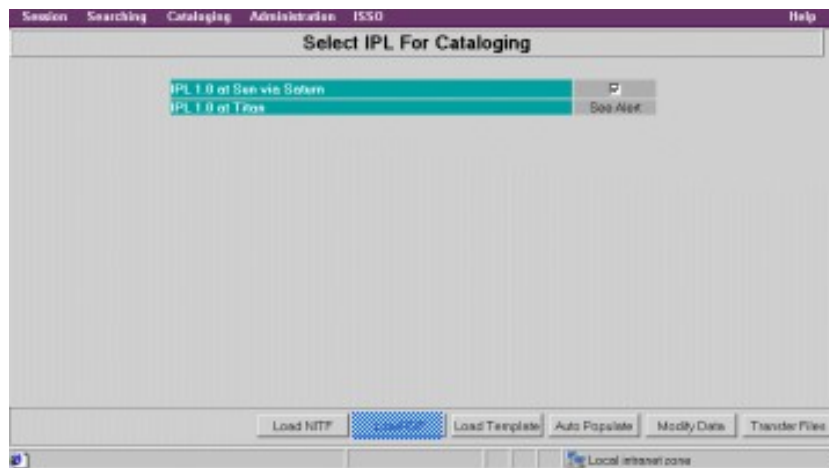 Session Searching Cataloging Administration ISSO Help
Select IPL For Cataloging
IPL 1.0 at Sun via Saturn
IPL 1.0 at Titan See Alert
Load NITF Load Template Auto Populate Modify Data Transfer Files
Local intranet zone